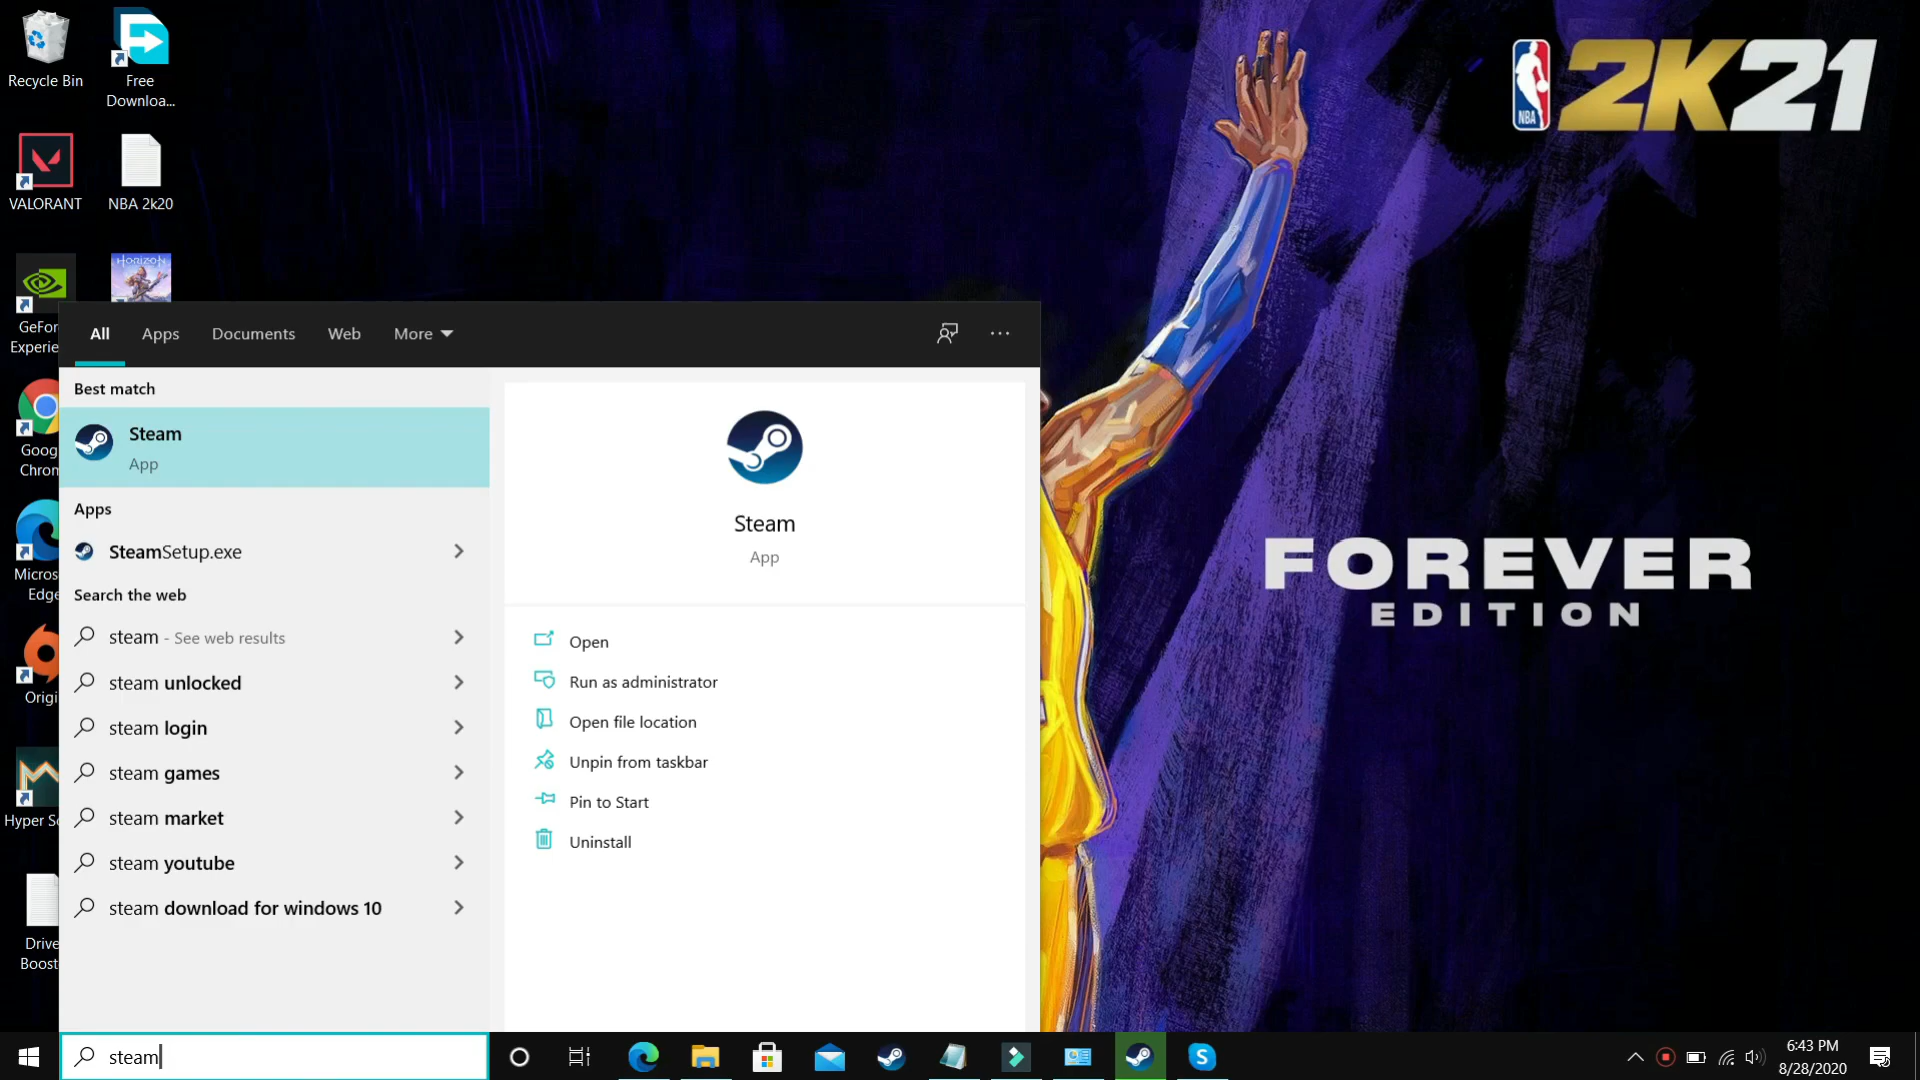 Recycle Bin
Free
Downloa...
VALORANT
NBA 2k20
HORIZON
GeFor
Experie
Goog
Chrom
Micros
Edge
Origi
Hyper Sc
Drive
Boost
NBA
2K21
FOREVER
EDITION
All
Apps
Documents
Web
More
Best match
Steam
App
Apps
SteamSetup.exe
Search the web
steam - See web results
steam unlocked
steam login
steam games
steam market
steam youtube
steam download for windows 10
Steam
App
Open
Run as administrator
Open file location
Unpin from taskbar
Pin to Start
Uninstall
steam
6:43 PM
8/28/2020